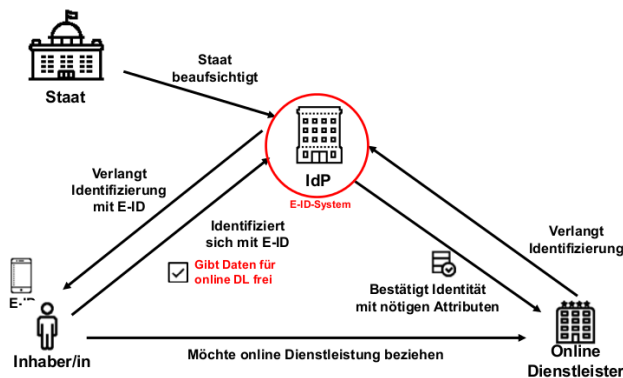 Staat
Staat
beaufsichtigt
IdP
E-ID-System
Verlangt
Identifizierung
mit E-ID
Identifiziert
sich mit E-ID
Gibt Daten für
online DL frei
Verlangt
Identifizierung
Bestätigt Identität
mit nötigen Attributen
E-ID
Inhaber/in
Möchte online Dienstleistung beziehen
Online
Dienstleister